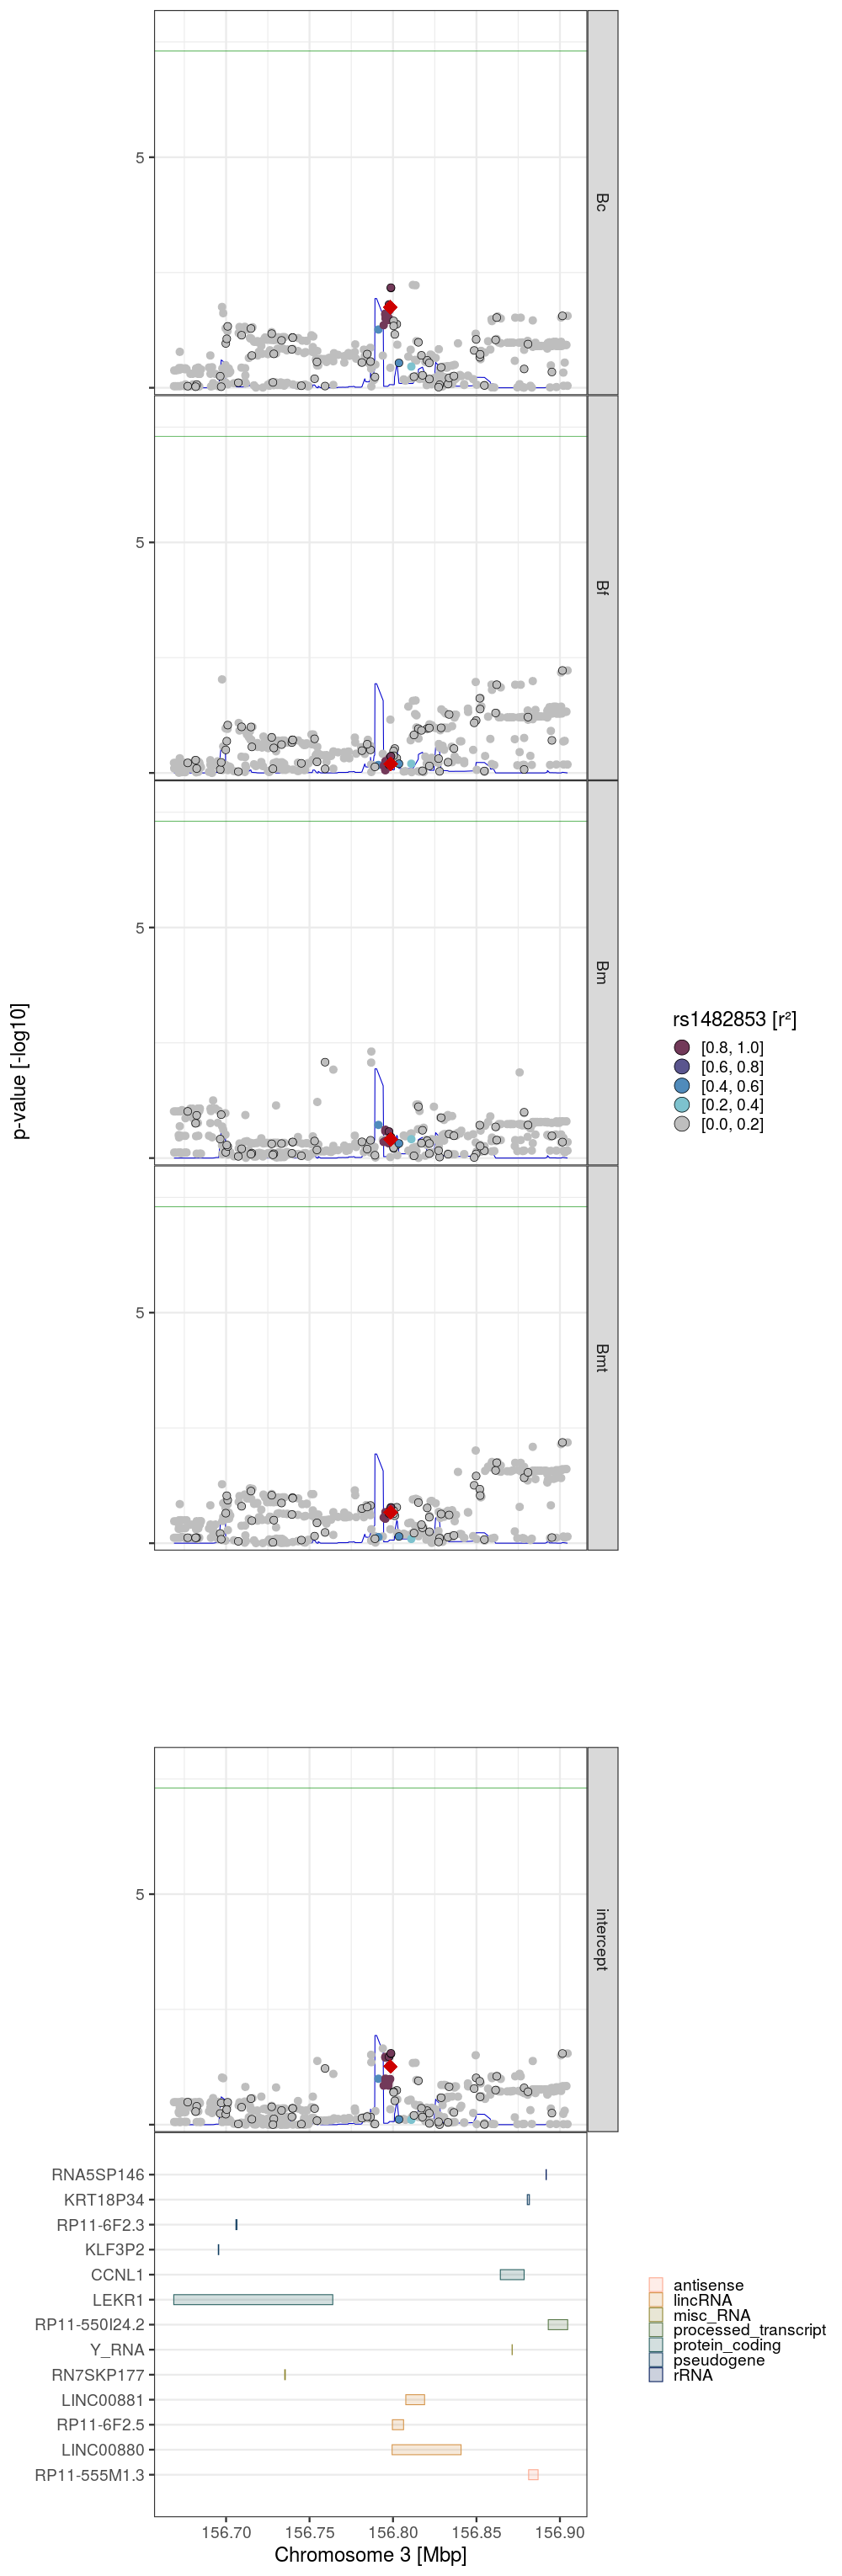 5
Bc
5
Bf
5
Bm
5
Bmt
5
intercept
p-value [-log10]
rs1482853 [r²]
[0.8, 1.0]
[0.6, 0.8]
[0.4, 0.6]
[0.2, 0.4]
[0.0, 0.2]
RNA5SP146
KRT18P34
RP11-6F2.3
KLF3P2
CCNL1
LEKR1
RP11-550I24.2
Y_RNA
RN7SKP177
LINC00881
RP11-6F2.5
LINC00880
RP11-555M1.3
antisense
lincRNA
misc_RNA
processed_transcript
protein_coding
pseudogene
rRNA
156.70 156.75 156.80 156.85 156.90
Chromosome 3 [Mbp]